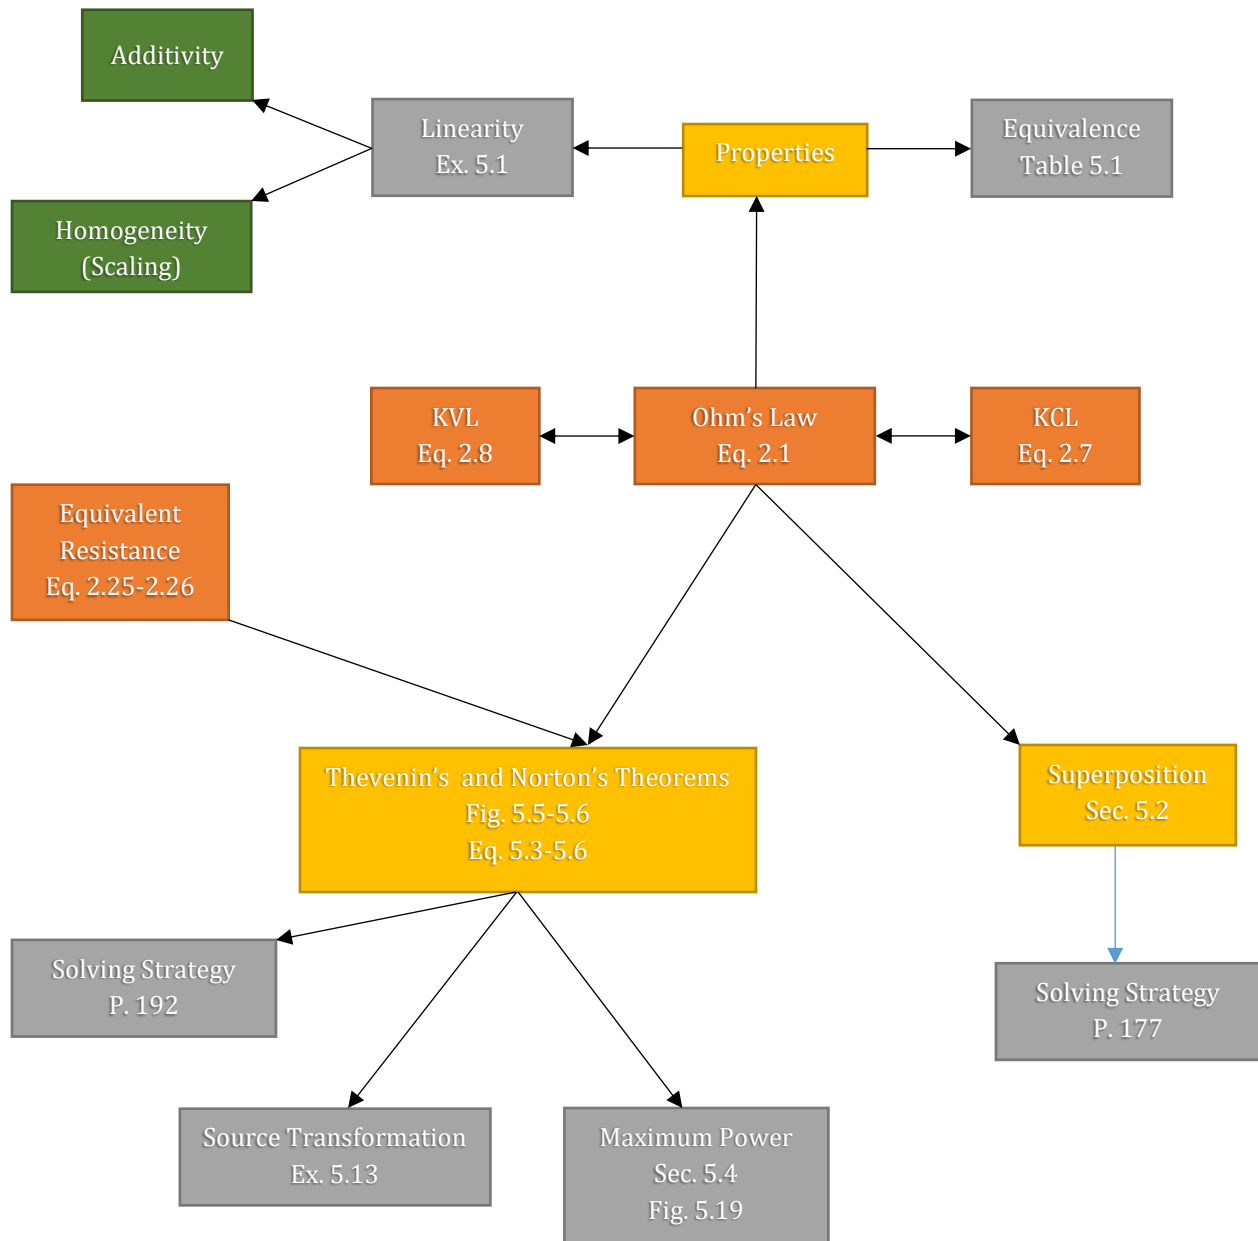 Additivity
Linearity
Ex. 5.1
Properties
Equivalence
Table 5.1
Homogeneity
(Scaling)
KVL
Eq. 2.8
Ohm’s Law
Eq. 2.1
KCL
Eq. 2.7
Equivalent
Resistance
Eq. 2.25-2.26
Thevenin’s  and Norton’s Theorems
Fig. 5.5-5.6
Eq. 5.3-5.6
Superposition
Sec. 5.2
Solving Strategy
P. 192
Solving Strategy
P. 177
Source Transformation
Ex. 5.13
Maximum Power
Sec. 5.4
Fig. 5.19